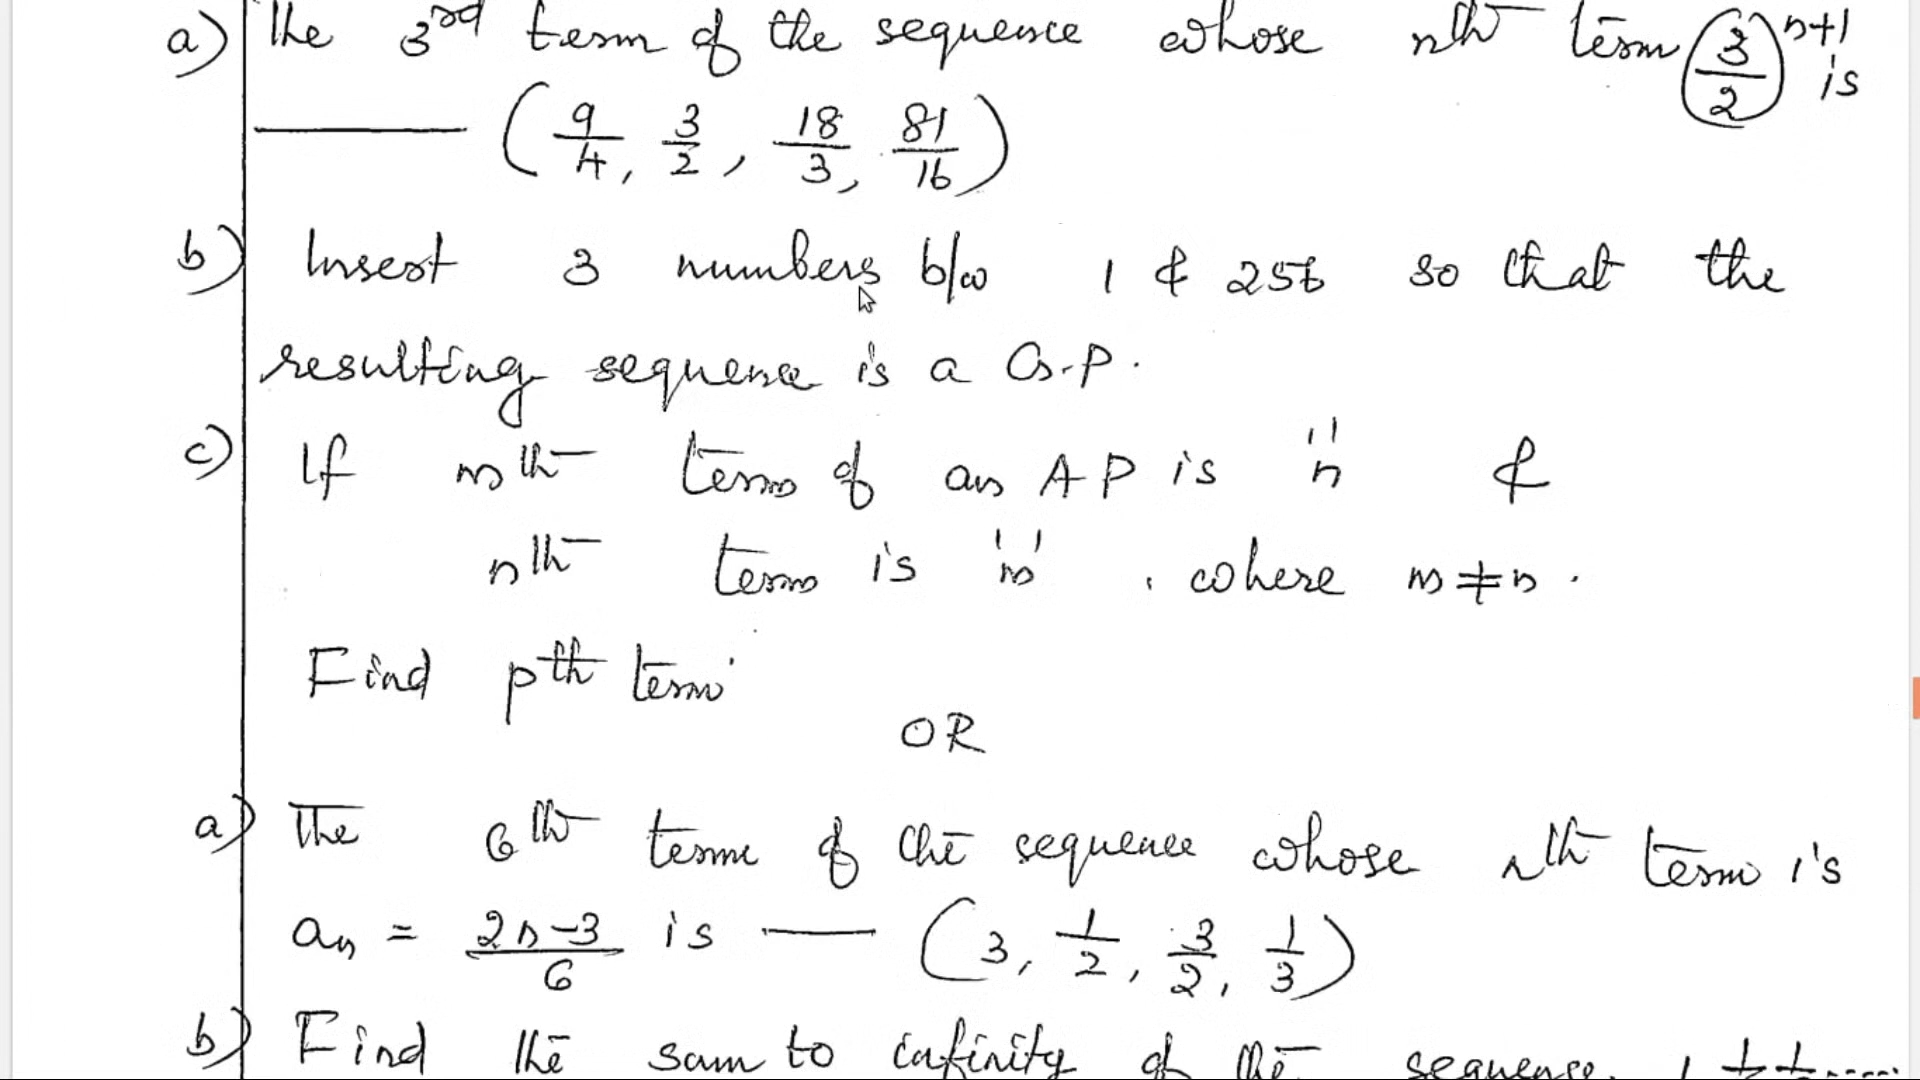 a) The 3rd term of the sequence whose nth term (3/2)^n+1 is
____ (9/4, 3/2, 18/3, 81/16)
b) Insert 3 numbers b/w 1 & 256 so that the
resulting sequence is a G.P.
c) If mth term of an AP is "n" &
nth term is 'm', where m ≠ n.
Find pth term
OR
a) The 6th term of the sequence whose nth term is
an = 2n-3/6 is ____ (3, 1/2, 3/2, 1/3)
b) Find the sum to infinity of the sequence